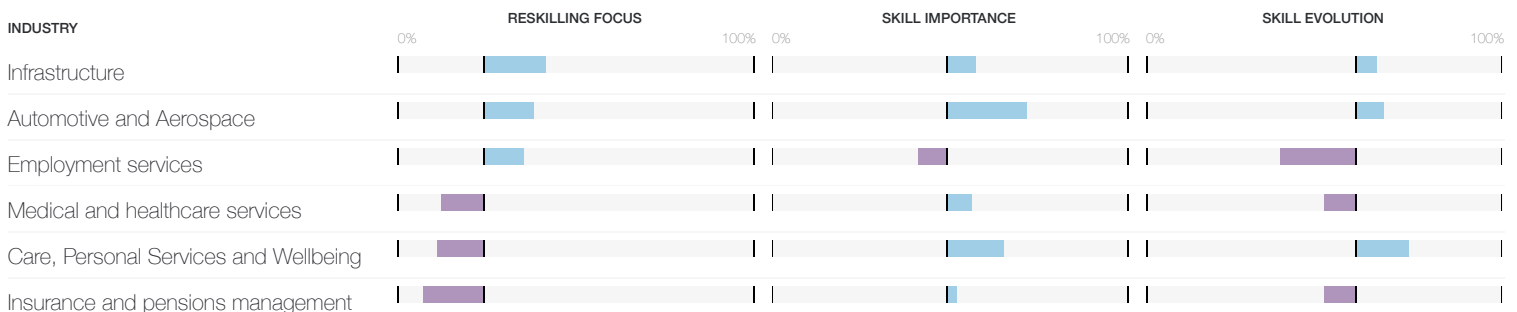 INDUSTRY RESKILLING FOCUS SKILL IMPORTANCE SKILL EVOLUTION
0% 100% 0% 100% 0% 100%
Infrastructure
Automotive and Aerospace
Employment services
Medical and healthcare services
Care, Personal Services and Wellbeing
Insurance and pensions management